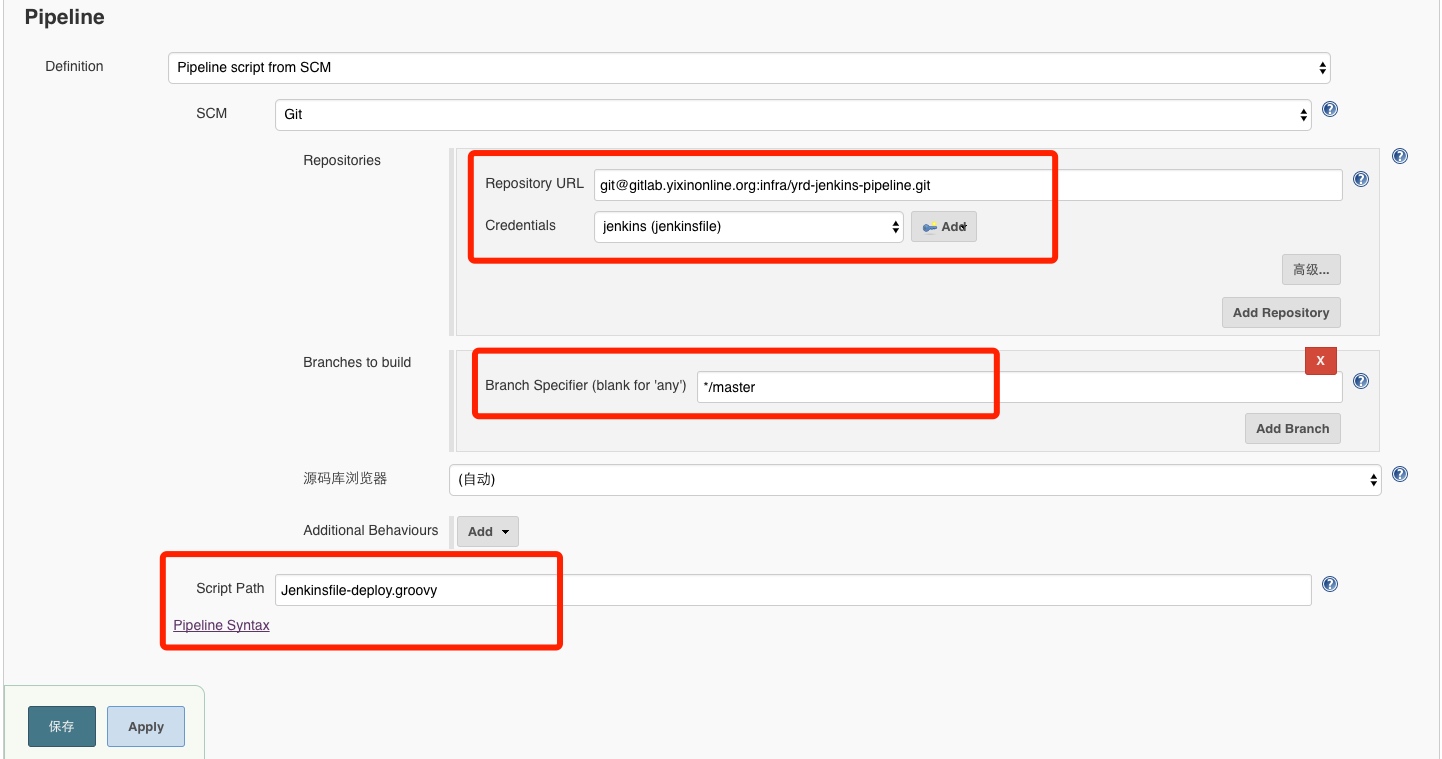 Pipeline
Definition
Pipeline script from SCM
SCM
Git
Repositories
Repository URL
git@gitlab.yixinonline.org:infra/yrd-jenkins-pipeline.git
Credentials
jenkins (jenkinsfile)
Add
高级...
Add Repository
Branches to build
X
Branch Specifier (blank for 'any')
*/master
Add Branch
源码库浏览器
(自动)
Additional Behaviours
Add
Script Path
Jenkinsfile-deploy.groovy
Pipeline Syntax
保存
Apply